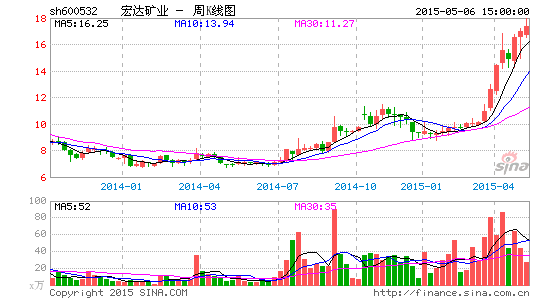 sh600532 宏达矿业 － 周K线图 2015-05-06 15:00:00
MA5:16.25 MA10:13.94 MA30:11.27
18
16
14
12
10
8
6
sina
2014-01 2014-04 2014-07 2014-10 2015-01 2015-04
MA5:52 MA10:53 MA30:35
100
80
60
40
20
x万
Copyright 2015 SINA.COM http://finance.sina.com.cn